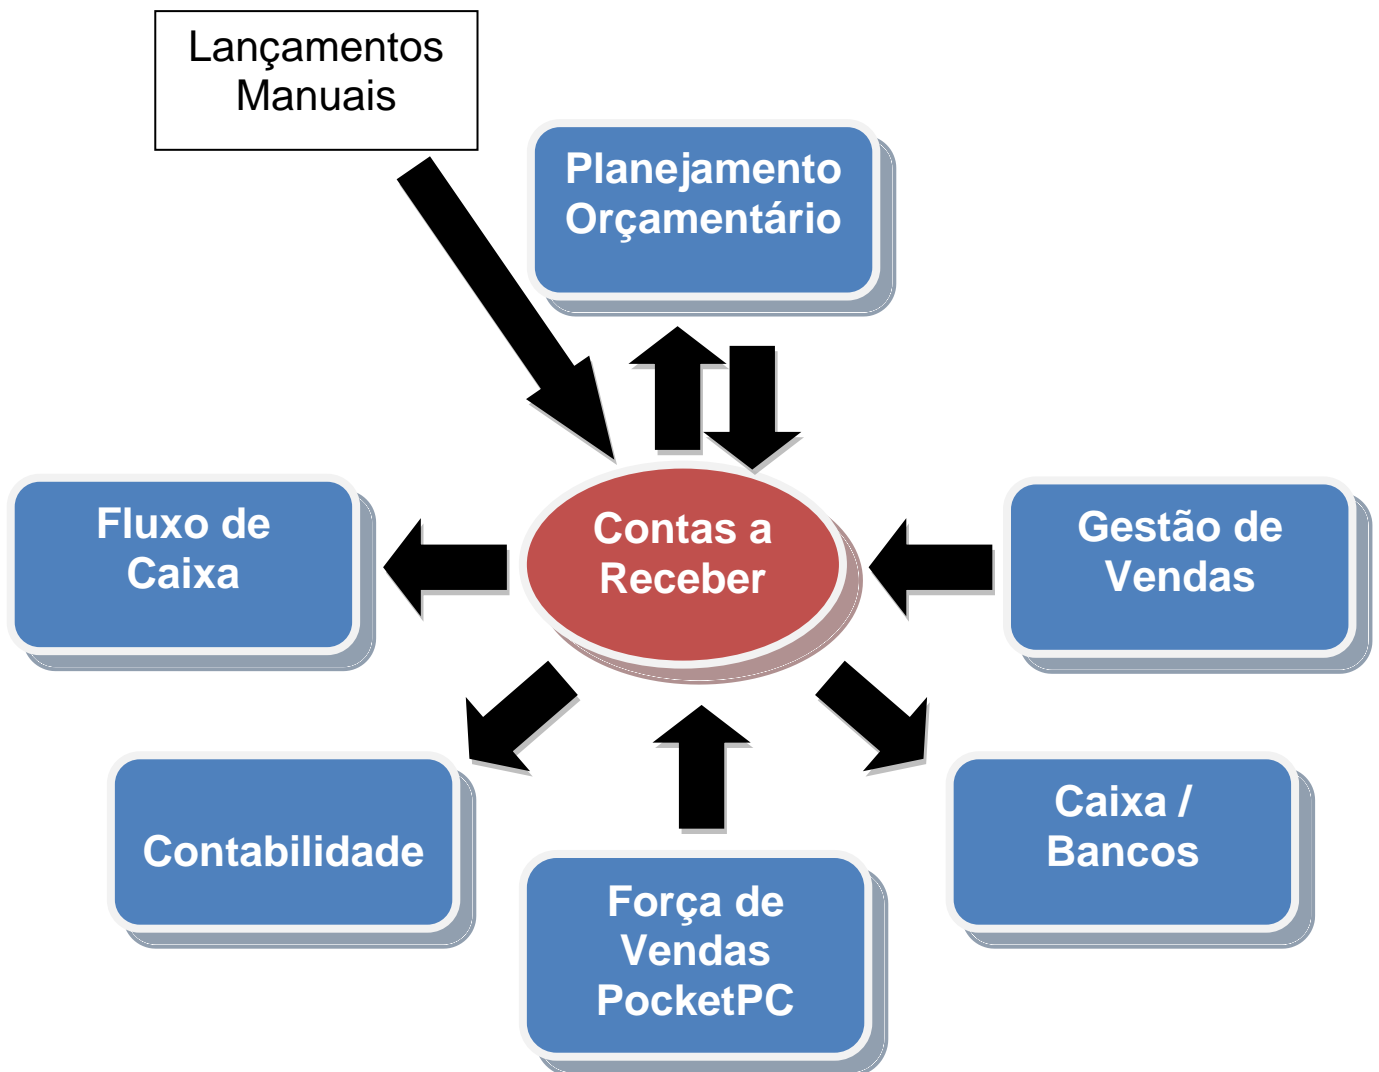 Lançamentos
Manuais
Planejamento
Orçamentário
Fluxo de
Caixa
Contas a
Receber
Gestão de
Vendas
Contabilidade
Força de
Vendas
PocketPC
Caixa /
Bancos